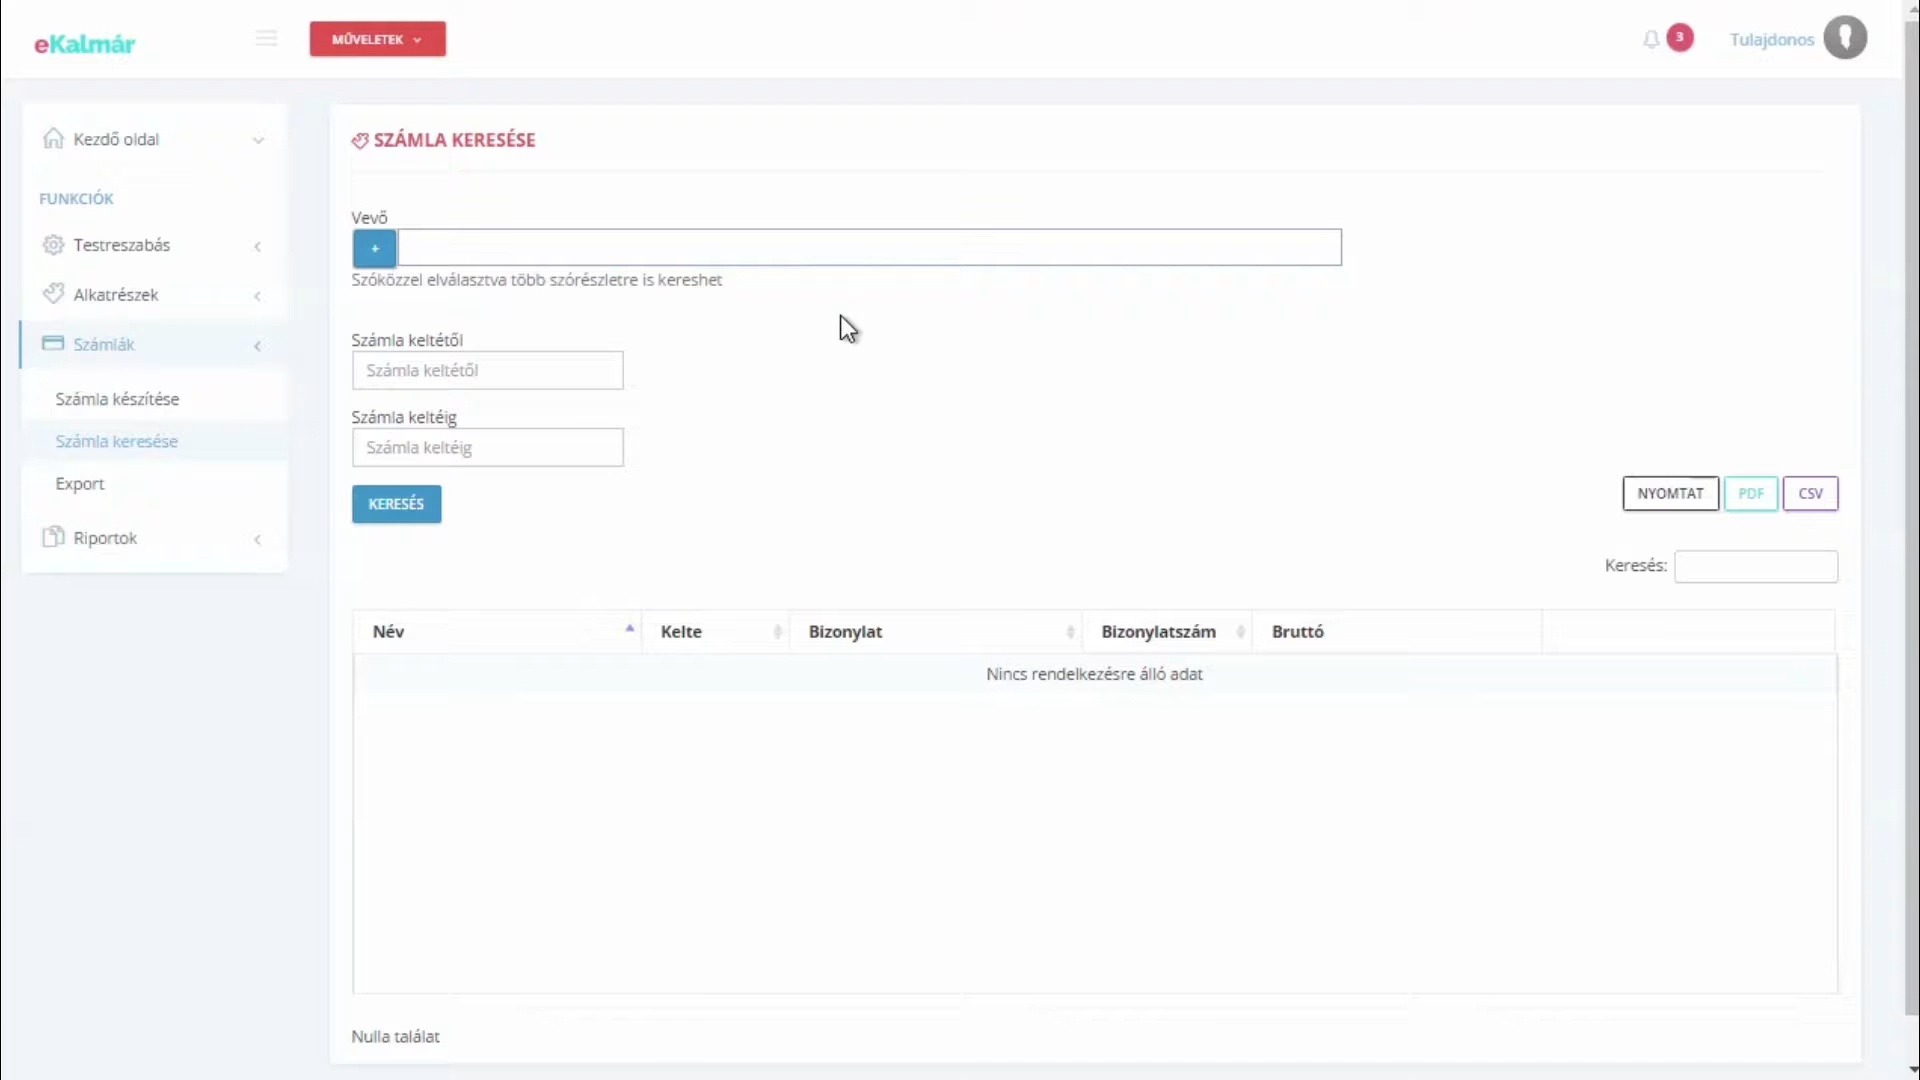 eKalmár
MŰVELETEK
3
Tulajdonos
Kezdő oldal
FUNKCIÓK
Testreszabás
Alkatrészek
Számlák
Számla készítése
Számla keresése
Export
Riportok
SZÁMLA KERESÉSE
Vevő
+
Szóközzel elválasztva több szórészletre is kereshet
Számla keltétől
Számla keltétől
Számla keltéig
Számla keltéig
KERESÉS
NYOMTAT PDF CSV
Keresés:
Név Kelte Bizonylat Bizonylatszám Bruttó
Nincs rendelkezésre álló adat
Nulla találat